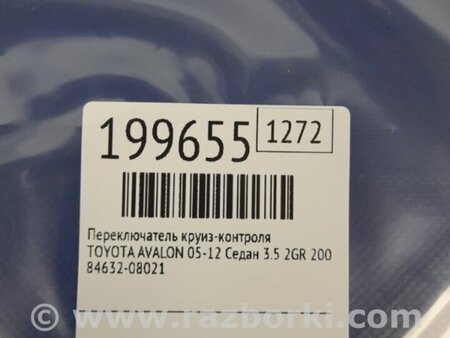 199655 1272
Переключатель круиз-контроля
TOYOTA AVALON 05-12 Седан 3.5 2GR 200
84632-08021
www.razborki.com